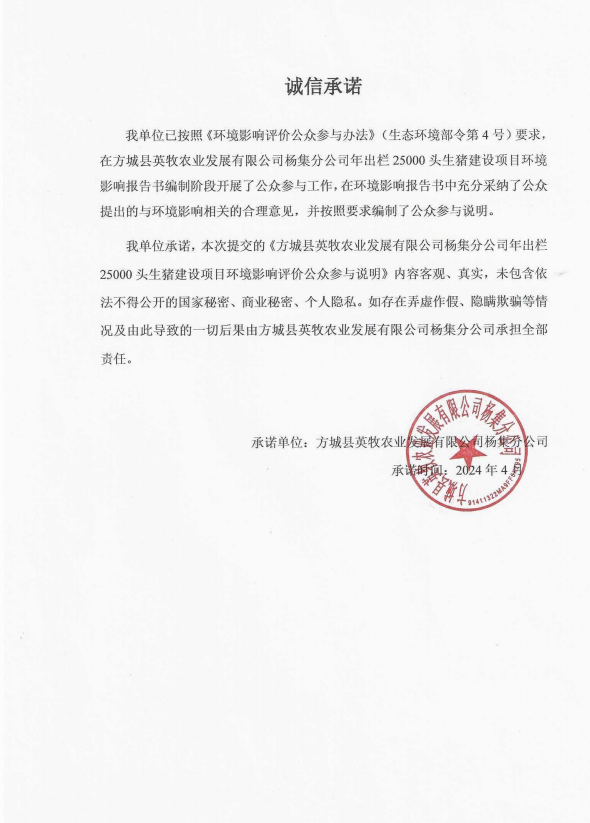 诚信承诺
我单位已按照《环境影响评价公众参与办法》（生态环境部令第 4 号）要求，
在方城县英牧农业发展有限公司杨集分公司年出栏 25000 头生猪建设项目环境
影响报告书编制阶段开展了公众参与工作，在环境影响报告书中充分采纳了公众
提出的与环境影响相关的合理意见，并按照要求编制了公众参与说明。
我单位承诺，本次提交的《方城县英牧农业发展有限公司杨集分公司年出栏
25000 头生猪建设项目环境影响评价公众参与说明》内容客观、真实，未包含依
法不得公开的国家秘密、商业秘密、个人隐私。如存在弄虚作假、隐瞒欺骗等情
况及由此导致的一切后果由方城县英牧农业发展有限公司杨集分公司承担全部
责任。
承诺单位：方城县英牧农业发展有限公司杨集分公司
承诺时间：2024 年 4 月
方城县英牧农业发展有限公司杨集分公司